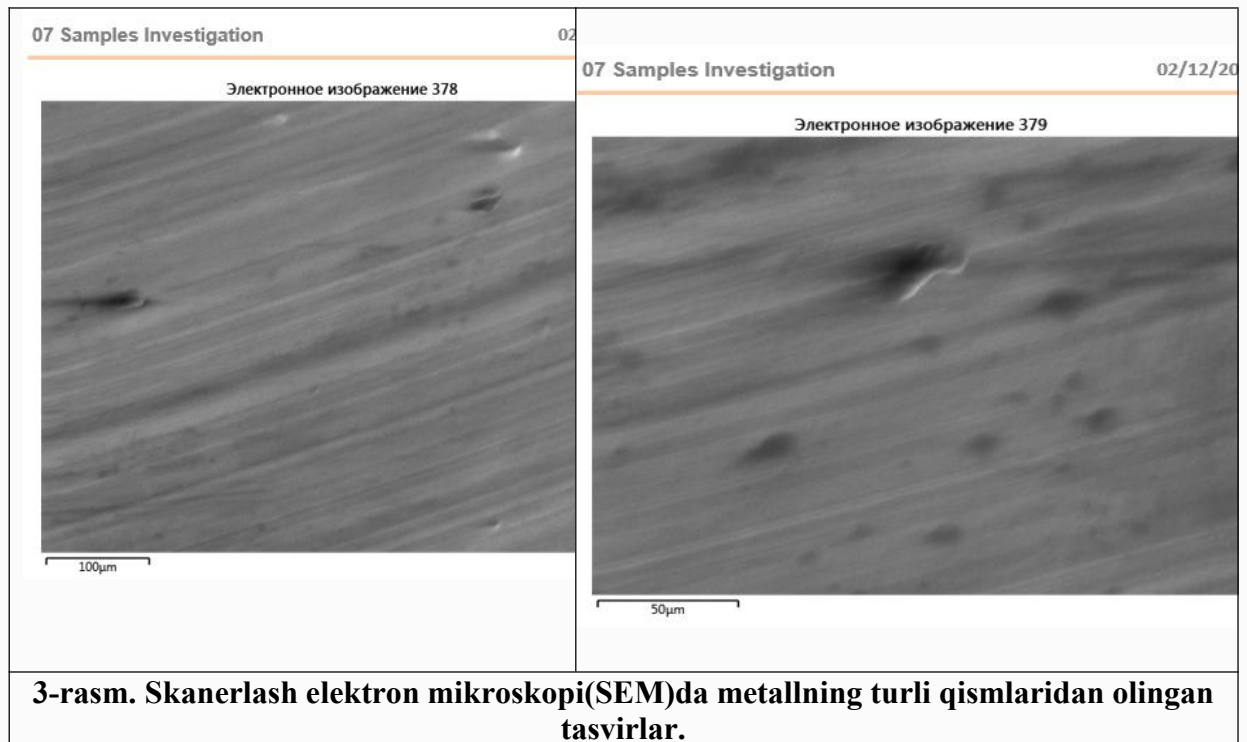 07 Samples Investigation
02
Электронное изображение 378
100µm
07 Samples Investigation
02/12/20
Электронное изображение 379
50µm
3-rasm. Skanerlash elektron mikroskopi(SEM)da metallning turli qismlaridan olingan
tasvirlar.